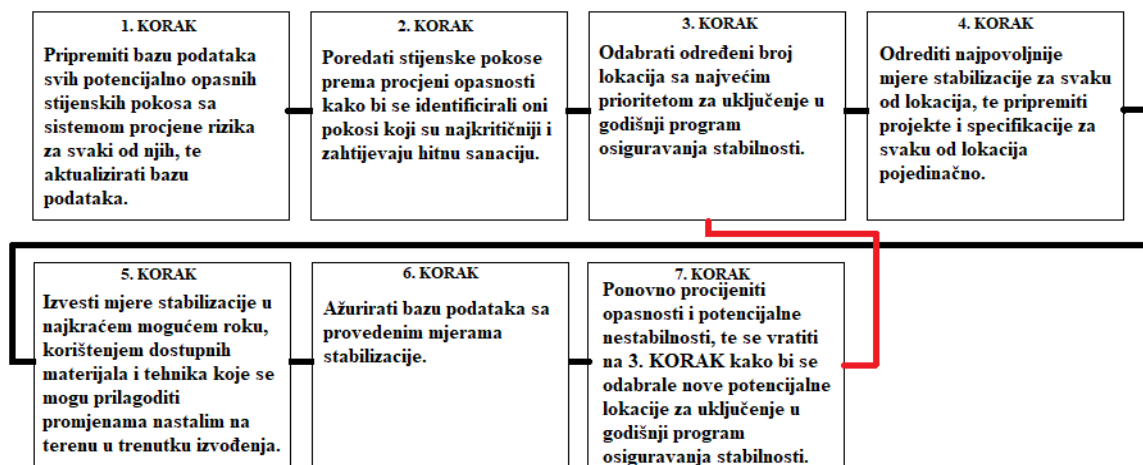 1. KORAK
Pripremiti bazu podataka
svih potencijalno opasnih
stijenskih pokosa sa
sistemom procjene rizika
za svaki od njih, te
aktualizirati bazu
podataka.
2. KORAK
Poredati stijenske pokose
prema procjeni opasnosti
kako bi se identificirali oni
pokosi koji su najkritičniji i
zahtijevaju hitnu sanaciju.
3. KORAK
Odabrati određeni broj
lokacija sa najvećim
prioritetom za uključenje u
godišnji program
osiguravanja stabilnosti.
4. KORAK
Odrediti najpovoljnije
mjere stabilizacije za svaku
od lokacija, te pripremiti
projekte i specifikacije za
svaku od lokacija
pojedinačno.
5. KORAK
Izvesti mjere stabilizacije u
najkraćem mogućem roku,
korištenjem dostupnih
materijala i tehnika koje se
mogu prilagoditi
promjenama nastalim na
terenu u trenutku izvođenja.
6. KORAK
Ažurirati bazu podataka sa
provedenim mjerama
stabilizacije.
7. KORAK
Ponovno procijeniti
opasnosti i potencijalne
nestabilnosti, te se vratiti
na 3. KORAK kako bi se
odabrale nove potencijalne
lokacije za uključenje u
godišnji program
osiguravanja stabilnosti.